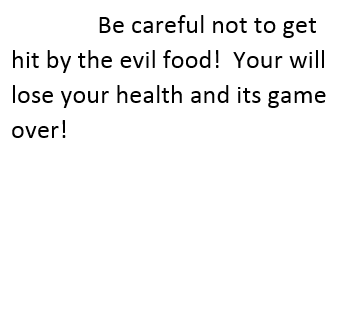 Be careful not to get
hit by the evil food!  Your will
lose your health and its game
over!